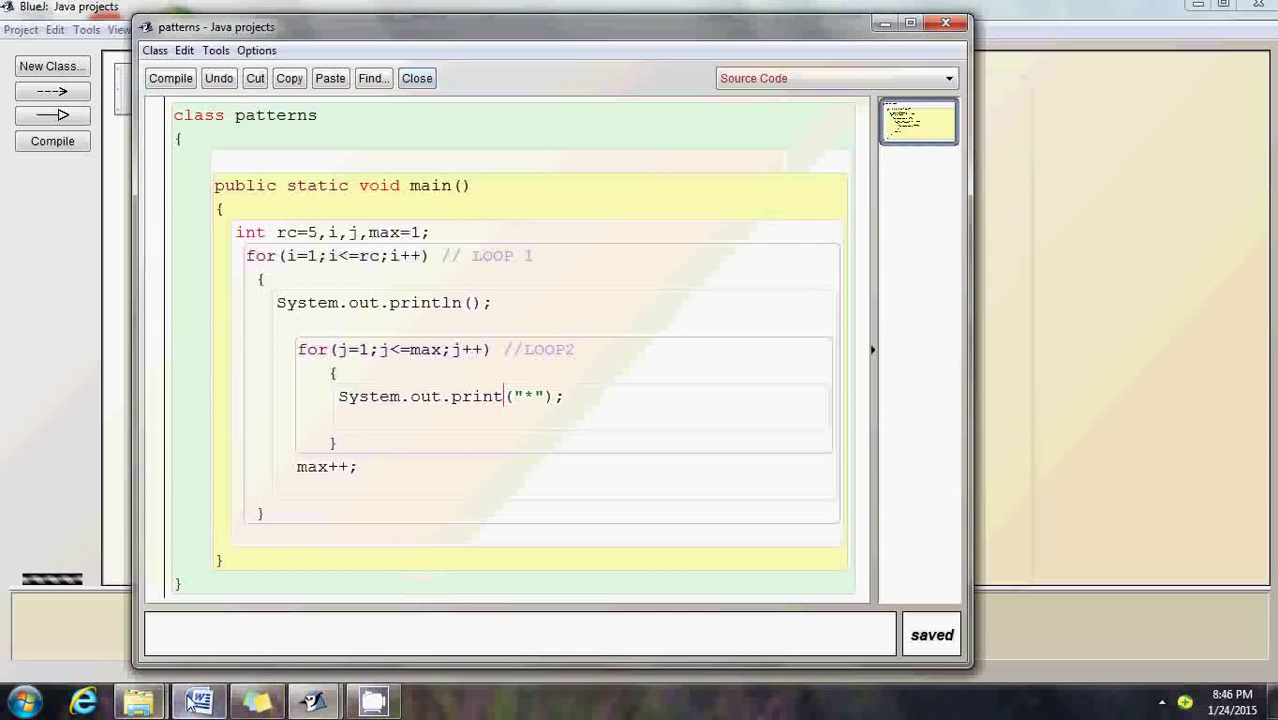 BlueJ: Java projects
Project Edit Tools View
patterns - Java projects
Class Edit Tools Options
New Class...
Compile
Compile Undo Cut Copy Paste Find... Close
Source Code
class patterns
{
public static void main()
{
int rc=5,i,j,max=1;
for(i=1;i<=rc;i++) // LOOP 1
{
System.out.println();
for(j=1;j<=max;j++) //LOOP2
{
System.out.print("*");
}
max++;
}
}
}
saved
8:46 PM
1/24/2015